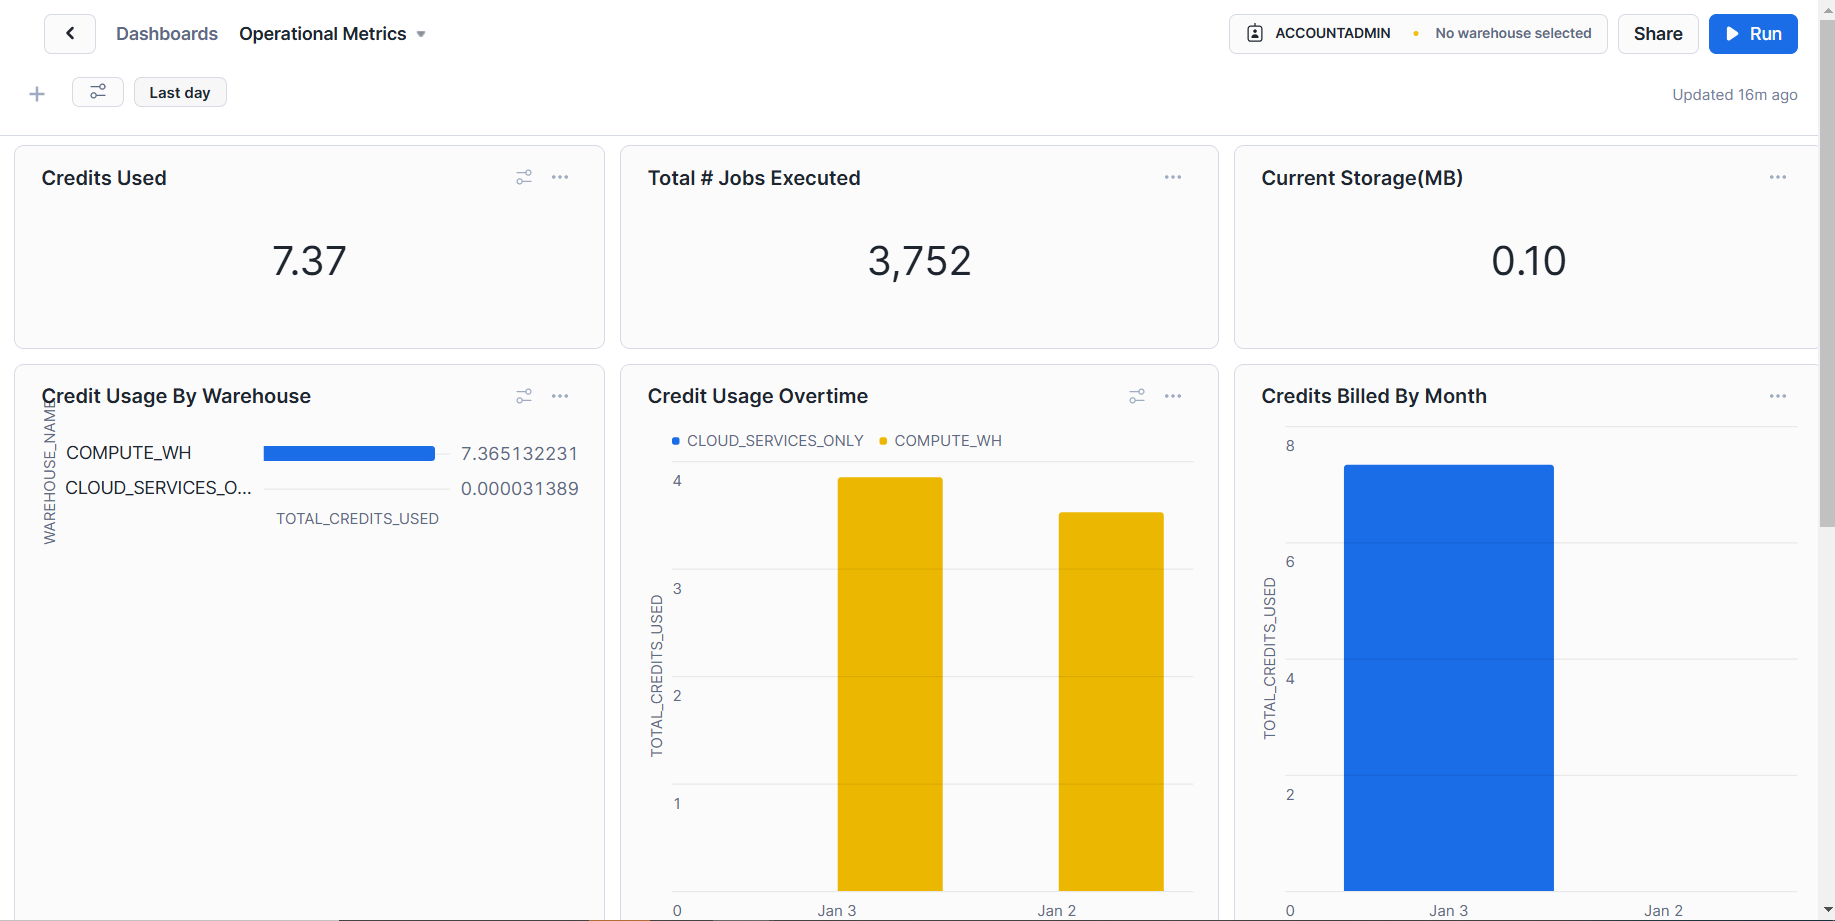 Dashboards Operational Metrics
ACCOUNTADMIN • No warehouse selected
Share
Run
Last day
Updated 16m ago
Credits Used
7.37
Total # Jobs Executed
3,752
Current Storage(MB)
0.10
Credit Usage By Warehouse
WAREHOUSE_NAME
COMPUTE_WH 7.365132231
CLOUD_SERVICES_O... 0.000031389
TOTAL_CREDITS_USED
Credit Usage Overtime
CLOUD_SERVICES_ONLY COMPUTE_WH
TOTAL_CREDITS_USED
4
3
2
1
0
Jan 3 Jan 2
Credits Billed By Month
TOTAL_CREDITS_USED
8
6
4
2
0
Jan 3 Jan 2